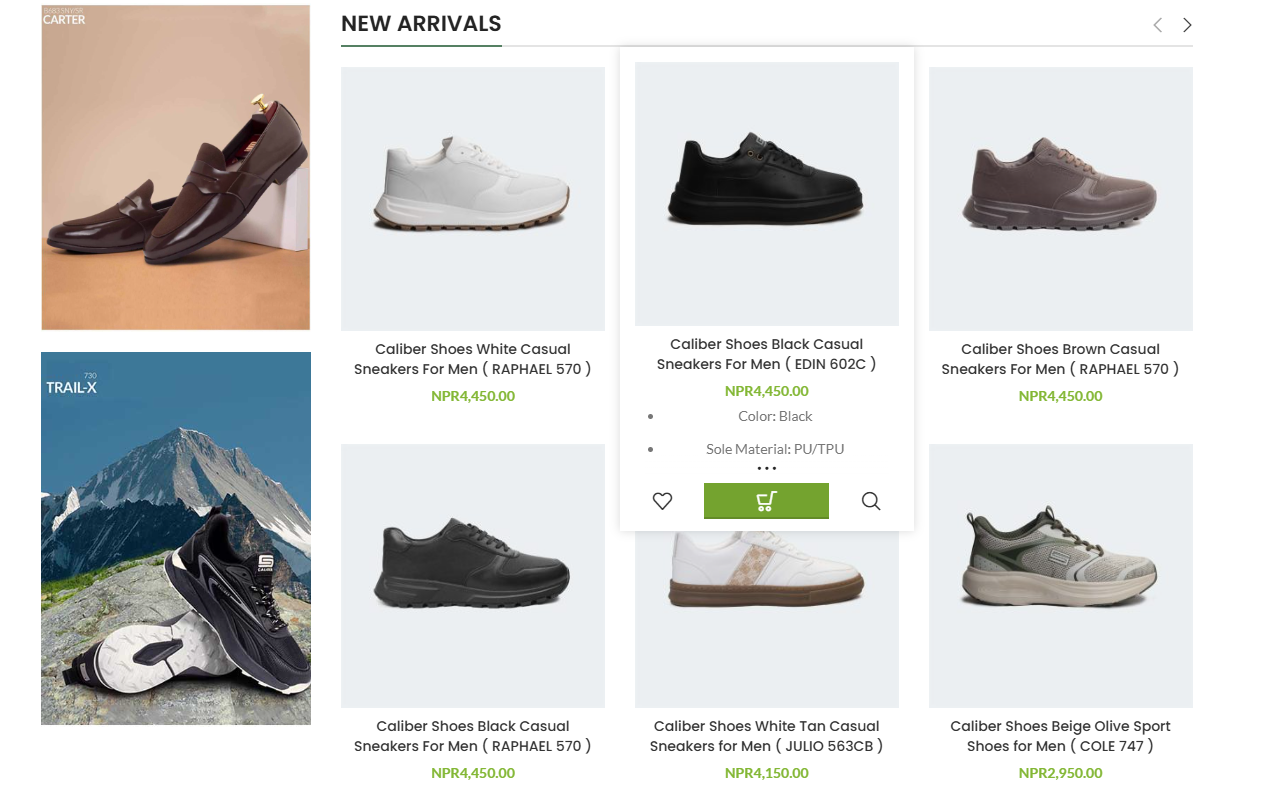 CARTER
NEW ARRIVALS
Caliber Shoes White Casual
Sneakers For Men ( RAPHAEL 570 )
NPR4,450.00
Caliber Shoes Black Casual
Sneakers For Men ( EDIN 602C )
NPR4,450.00
Color: Black
Sole Material: PU/TPU
...
Caliber Shoes Brown Casual
Sneakers For Men ( RAPHAEL 570 )
NPR4,450.00
730
TRAIL-X
Caliber Shoes Black Casual
Sneakers For Men ( RAPHAEL 570 )
NPR4,450.00
Caliber Shoes White Tan Casual
Sneakers for Men ( JULIO 563CB )
NPR4,150.00
Caliber Shoes Beige Olive Sport
Shoes for Men ( COLE 747 )
NPR2,950.00